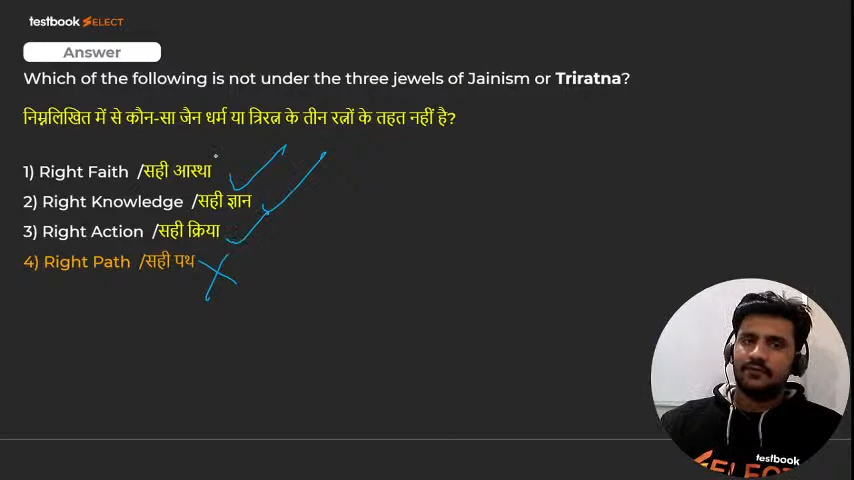 testbook SELECT
Answer
Which of the following is not under the three jewels of Jainism or Triratna?
निम्नलिखित में से कौन-सा जैन धर्म या त्रिरत्न के तीन रत्नों के तहत नहीं है?
1) Right Faith /सही आस्था
2) Right Knowledge /सही ज्ञान
3) Right Action /सही क्रिया
4) Right Path /सही पथ
testbook
SELECT